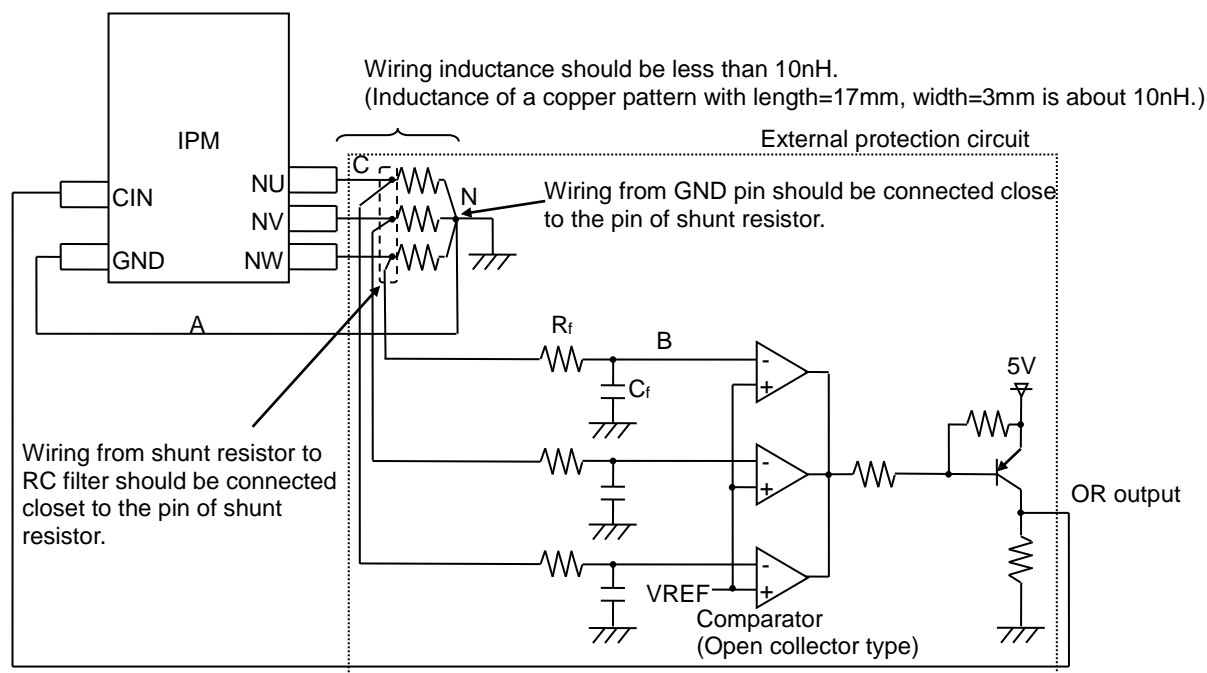 Wiring inductance should be less than 10nH.
(Inductance of a copper pattern with length=17mm, width=3mm is about 10nH.)
External protection circuit
IPM
C
NU
N
Wiring from GND pin should be connected close
to the pin of shunt resistor.
CIN
NV
GND
NW
A
Rf
B
5V
Cf
Wiring from shunt resistor to
RC filter should be connected
closet to the pin of shunt
resistor.
-
+
-
+
-
+
OR output
VREF
Comparator
(Open collector type)